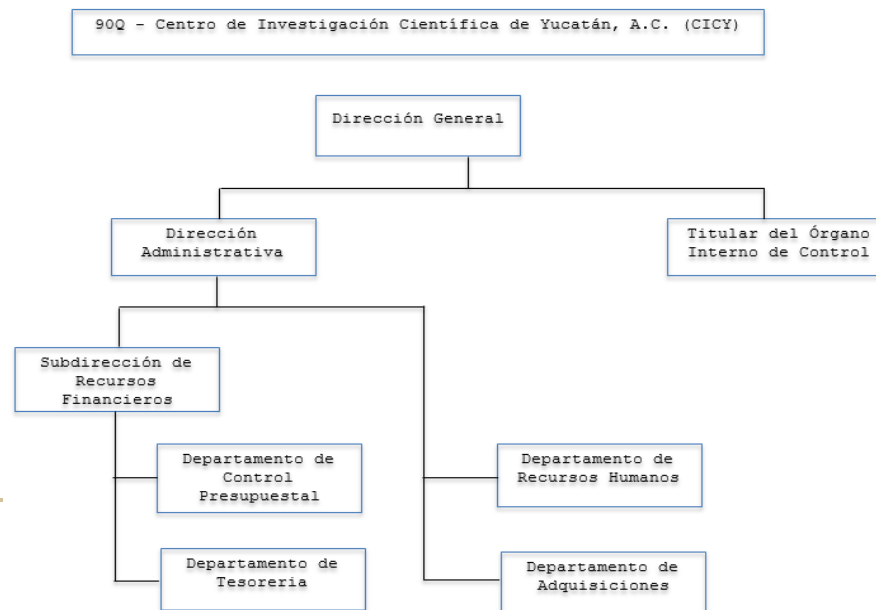 90Q - Centro de Investigación Científica de Yucatán, A.C. (CICY)
Dirección General
Dirección
Administrativa
Titular del Órgano
Interno de Control
Subdirección de
Recursos
Financieros
Departamento de
Control
Presupuestal
Departamento de
Recursos Humanos
Departamento de
Tesoreria
Departamento de
Adquisiciones